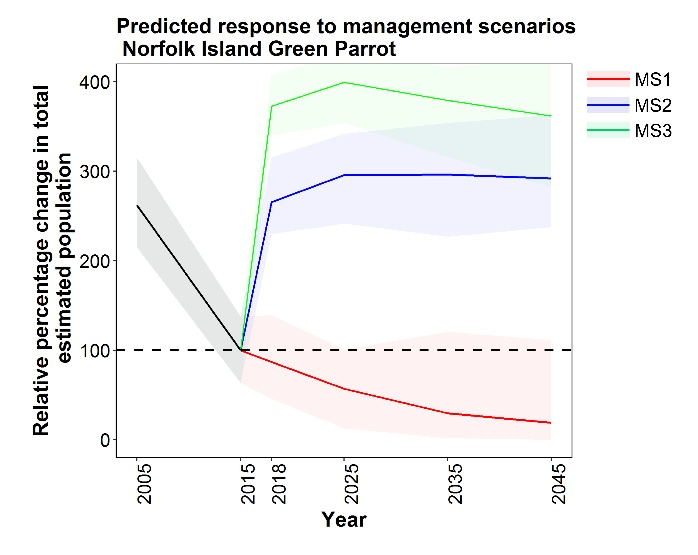 Predicted response to management scenarios
Norfolk Island Green Parrot
MS1
MS2
MS3
Relative percentage change in total
estimated population
400
300
200
100
0
2005
2015
2018
2025
2035
2045
Year